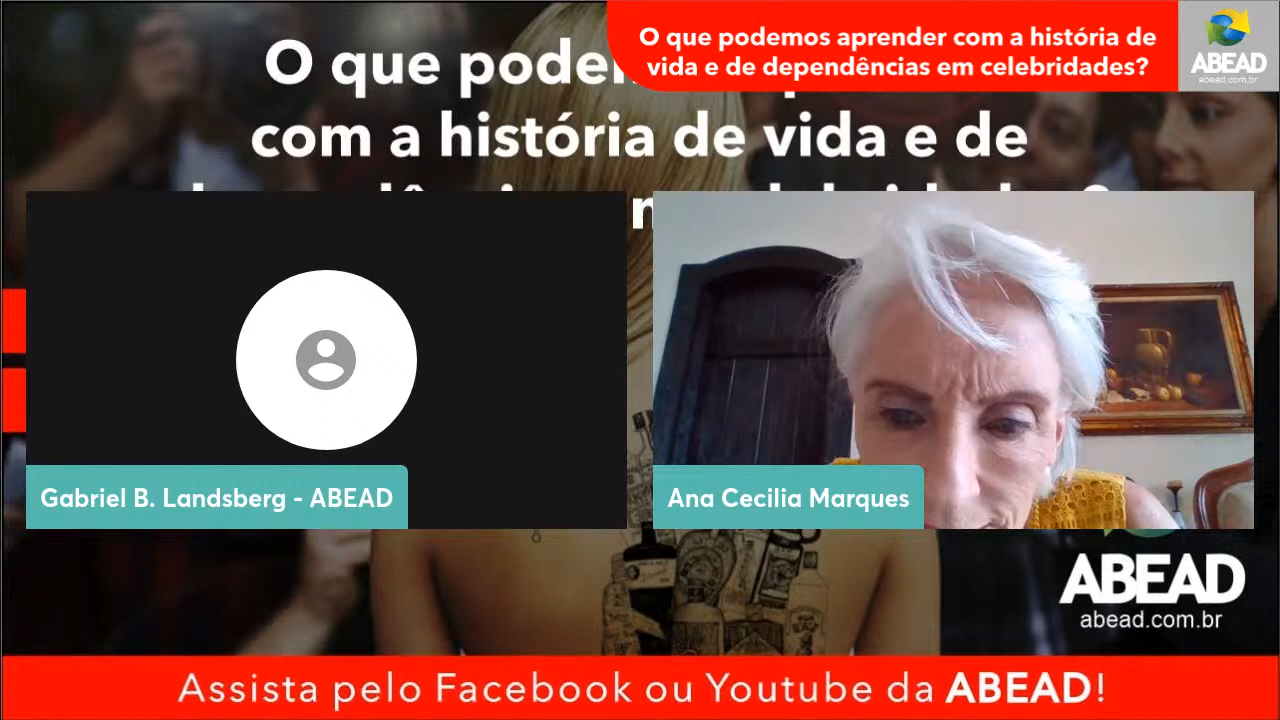 O que podemos aprender com a história de
vida e de dependências em celebridades?
ABEAD
abead.com.br
O que
com a história de vida e de
Gabriel B. Landsberg - ABEAD
Ana Cecilia Marques
ABEAD
abead.com.br
Assista pelo Facebook ou Youtube da ABEAD!